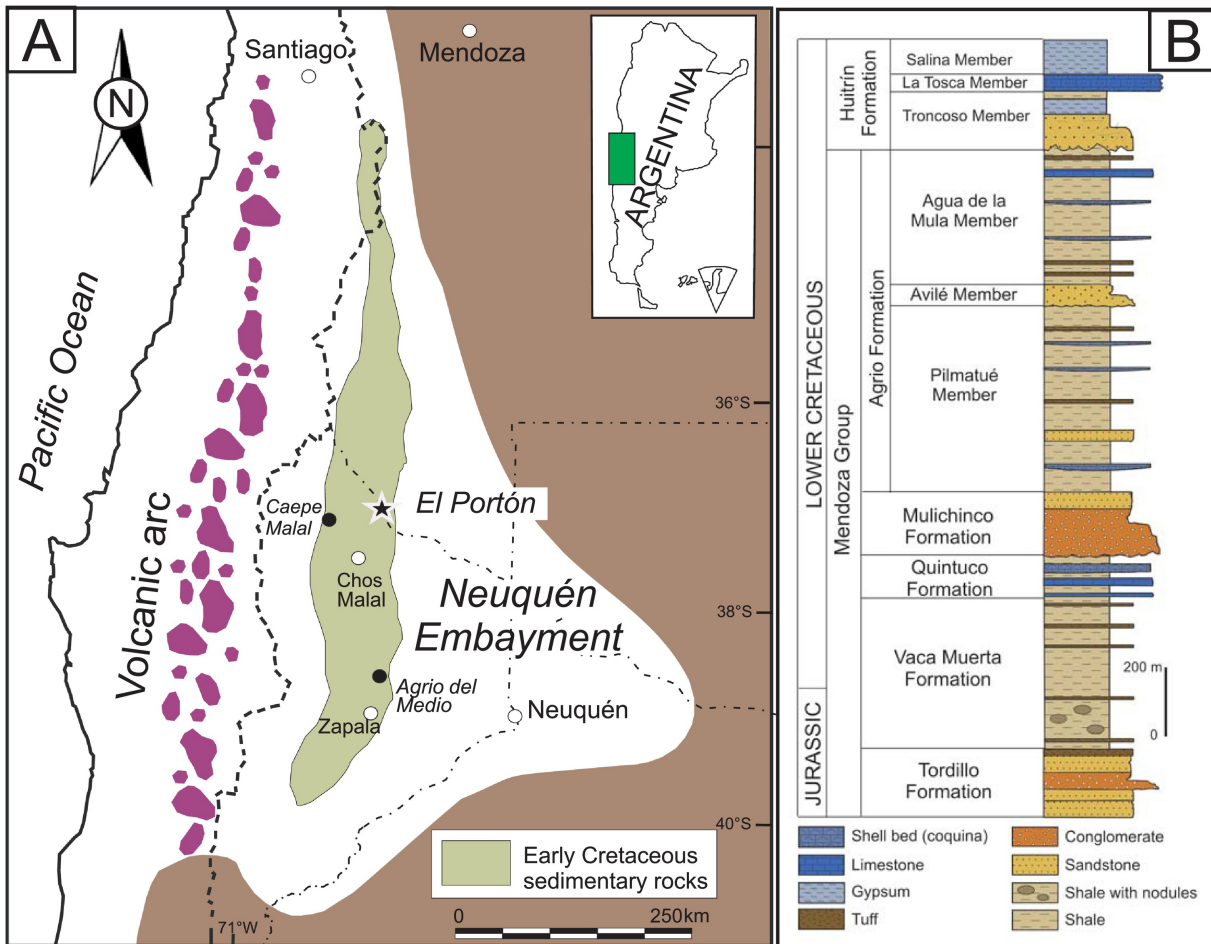 A
N
Santiago
Mendoza
ARGENTINA
Pacific Ocean
Volcanic arc
36°S
Caepe
Malal
El Portón
Chos
Malal
Neuquén
Embayment
38°S
Agrio del
Medio
Zapala
Neuquén
40°S
Early Cretaceous
sedimentary rocks
0
250km
71°W
B
LOWER CRETACEOUS
JURASSIC
Mendoza Group
Huitrín
Formation
Agrio Formation
Salina Member
La Tosca Member
Troncoso Member
Agua de la
Mula Member
Avilé Member
Pilmatué
Member
Mulichinco
Formation
Quintuco
Formation
Vaca Muerta
Formation
Tordillo
Formation
200 m
0
Shell bed (coquina)
Limestone
Gypsum
Tuff
Conglomerate
Sandstone
Shale with nodules
Shale